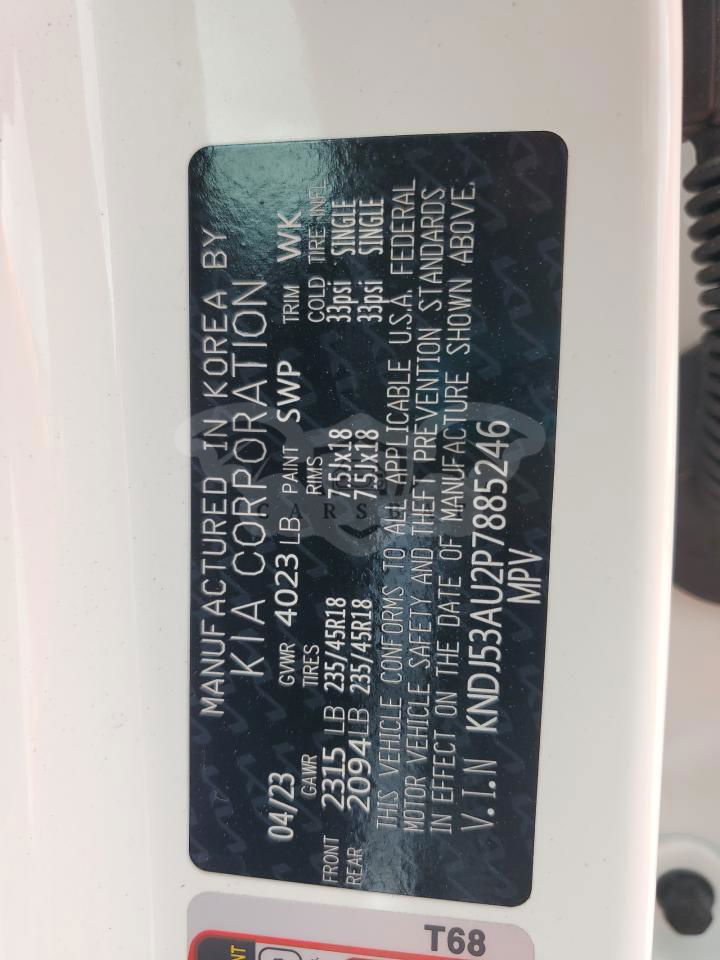 MANUFACTURED IN KOREA BY
KIA CORPORATION
04/23 GVWR 4023 LB PAINT SWP TRIM WK
GAWR TIRES RIMS COLD TIRE INFL
FRONT 2315 LB 235/45R18 7.5Jx18 33psi SINGLE
REAR 2094LB 235/45R18 7.5Jx18 33psi SINGLE
THIS VEHICLE CONFORMS TO ALL APPLICABLE U.S.A. FEDERAL
MOTOR VEHICLE SAFETY AND THEFT PREVENTION STANDARDS
IN EFFECT ON THE DATE OF MANUFACTURE SHOWN ABOVE.
V.I.N KNDJ53AU2P7885246
MPV
T68